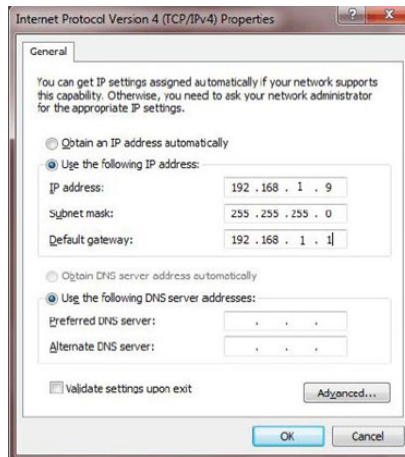 Internet Protocol Version 4 (TCP/IPv4) Properties
General
You can get IP settings assigned automatically if your network supports
this capability. Otherwise, you need to ask your network administrator
for the appropriate IP settings.
Obtain an IP address automatically
Use the following IP address:
IP address: 192 . 168 . 1 . 9
Subnet mask: 255 . 255 . 255 . 0
Default gateway: 192 . 168 . 1 . 1
Obtain DNS server address automatically
Use the following DNS server addresses:
Preferred DNS server: . . .
Alternate DNS server: . . .
Validate settings upon exit
Advanced...
OK Cancel